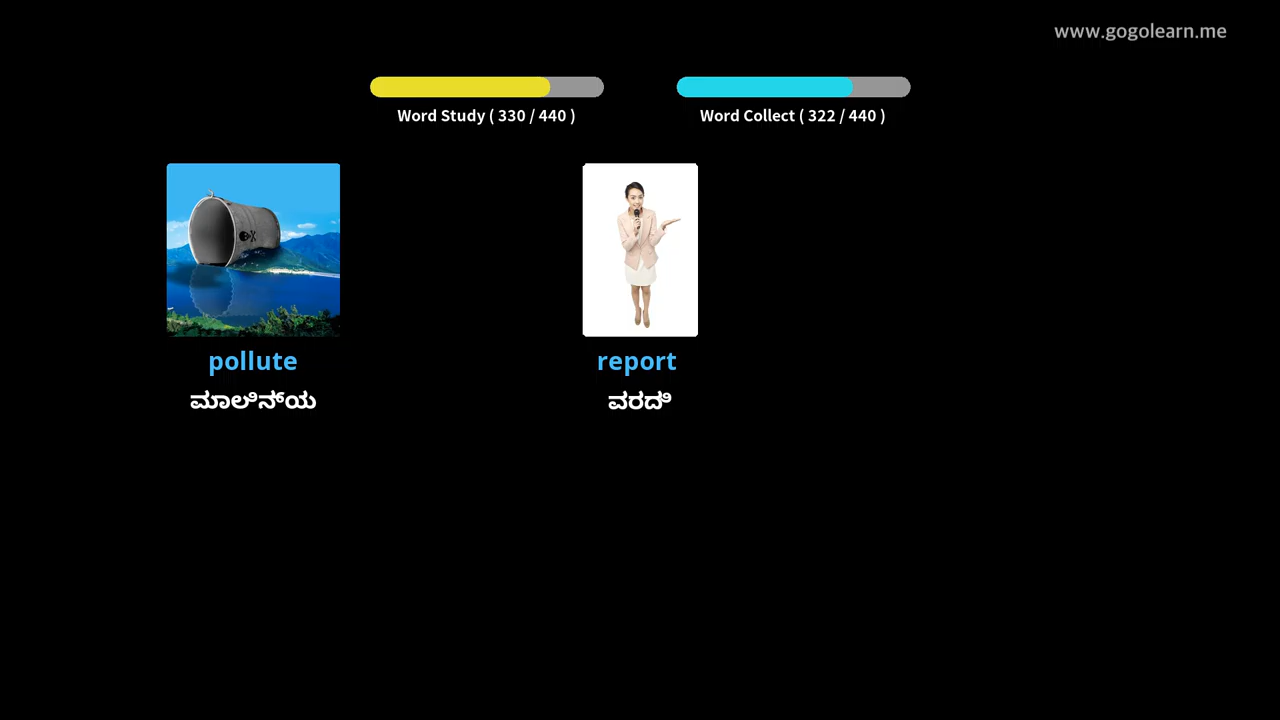 www.gogolearn.me
Word Study ( 330 / 440 )
Word Collect ( 322 / 440 )
pollute
report
ಮಾಲಿನ್ಯ
ವರದಿ